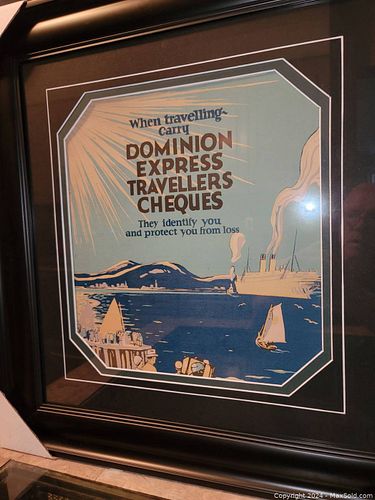 When travelling~
Carry
DOMINION
EXPRESS
TRAVELLERS
CHEQUES
They identify you
and protect you from loss
Copyright 2024 - MaxSold.com